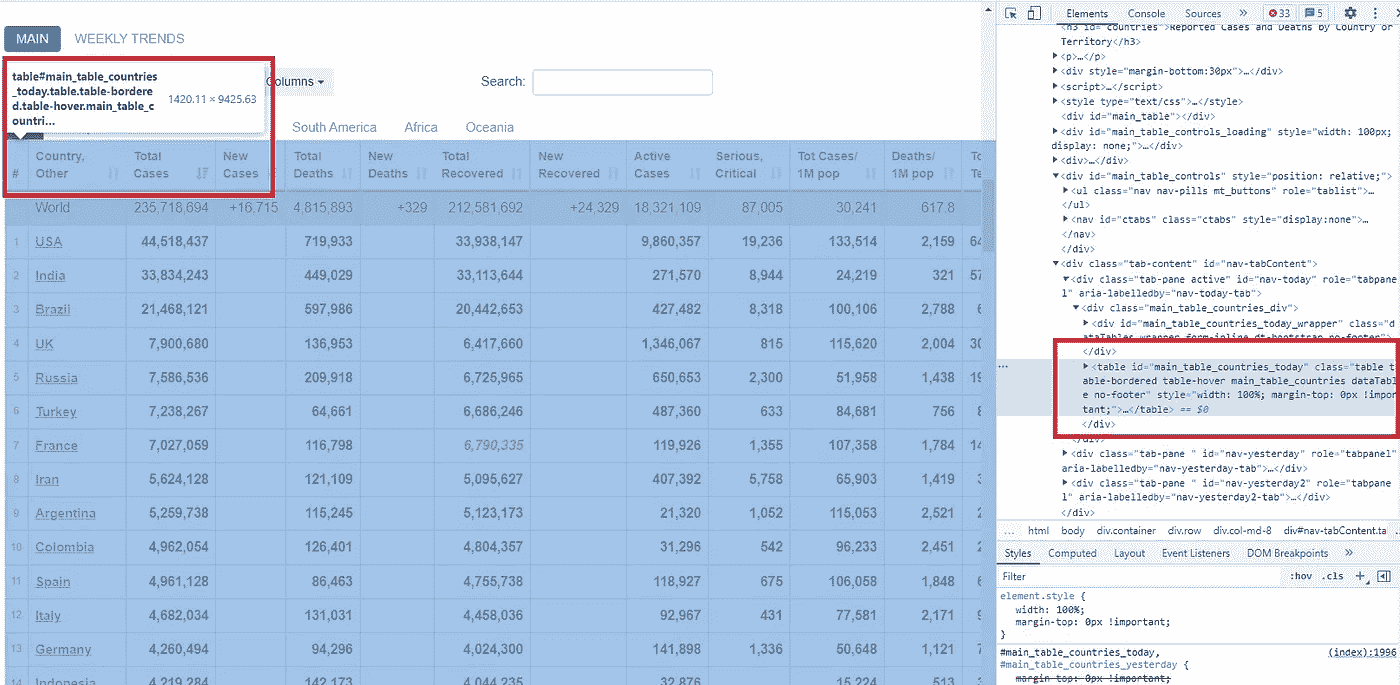 MAIN WEEKLY TRENDS
table#main_table_countries
_today.table.table-bordere
d.table-hover.main_table_c
ountri...
1420.11 × 9425.63
olumns
Search:
South America Africa Oceania
# Country, Other Total Cases New Cases Total Deaths New Deaths Total Recovered New Recovered Active Cases Serious, Critical Tot Cases/ 1M pop Deaths/ 1M pop
World 235,718,694 +16,715 4,815,893 +329 212,581,692 +24,329 18,321,109 87,005 30,241 617.8
1 USA 44,518,437 719,933 33,938,147 9,860,357 19,236 133,514 2,159 64
2 India 33,834,243 449,029 33,113,644 271,570 8,944 24,219 321 57
3 Brazil 21,468,121 597,986 20,442,653 427,482 8,318 100,106 2,788 6
4 UK 7,900,680 136,953 6,417,660 1,346,067 815 115,620 2,004 30
5 Russia 7,586,536 209,918 6,725,965 650,653 2,300 51,958 1,438 19
6 Turkey 7,238,267 64,661 6,686,246 487,360 633 84,681 756 8
7 France 7,027,059 116,798 6,790,335 119,926 1,355 107,358 1,784 14
8 Iran 5,624,128 121,109 5,095,627 407,392 5,758 65,903 1,419 3
9 Argentina 5,259,738 115,245 5,123,173 21,320 1,052 115,053 2,521 2
10 Colombia 4,962,054 126,401 4,804,357 31,296 542 96,233 2,451 2
11 Spain 4,961,128 86,463 4,755,738 118,927 675 106,058 1,848 6
12 Italy 4,682,034 131,031 4,458,036 92,967 431 77,581 2,171 9
13 Germany 4,260,494 94,296 4,024,300 141,898 1,336 50,648 1,121 7
14 Indonesia 4,219,284 142,173 4,044,235 32,876 15,224 513
Elements Console Sources » 33 5
<h3 id="countries">Reported Cases and Deaths by Country or
Territory</h3>
<p>…</p>
<div style="margin-bottom:30px">…</div>
<script>…</script>
<style type="text/css">…</style>
<div id="main_table"></div>
<div id="main_table_controls_loading" style="width: 100px;
display: none;">…</div>
<div>…</div>
<div id="main_table_controls" style="position: relative;">
<ul class="nav nav-pills mt_buttons" role="tablist">…
</ul>
<nav id="ctabs" class="ctabs" style="display:none">…
</nav>
</div>
<div class="tab-content" id="nav-tabContent">
<div class="tab-pane active" id="nav-today" role="tabpane
l" aria-labelledby="nav-today-tab">
<div class="main_table_countries_div">
<div id="main_table_countries_today_wrapper" class="d
ataTables_wrapper form-inline dt-bootstrap no-footer">
</div>
<table id="main_table_countries_today" class="table t
able-bordered table-hover main_table_countries dataTabl
e no-footer" style="width: 100%; margin-top: 0px !impor
tant;">…</table> == $0
</div>
</div>
<div class="tab-pane " id="nav-yesterday" role="tabpanel"
aria-labelledby="nav-yesterday-tab">…</div>
<div class="tab-pane " id="nav-yesterday2" role="tabpane
l" aria-labelledby="nav-yesterday2-tab">…</div>
</div>
... html body div.container div.row div.col-md-8 div#nav-tabContent.ta
Styles Computed Layout Event Listeners DOM Breakpoints »
Filter :hov .cls +
element.style {
width: 100%;
margin-top: 0px !important;
}
#main_table_countries_today, (index):1996
#main_table_countries_yesterday {
margin-top: 0px !important;